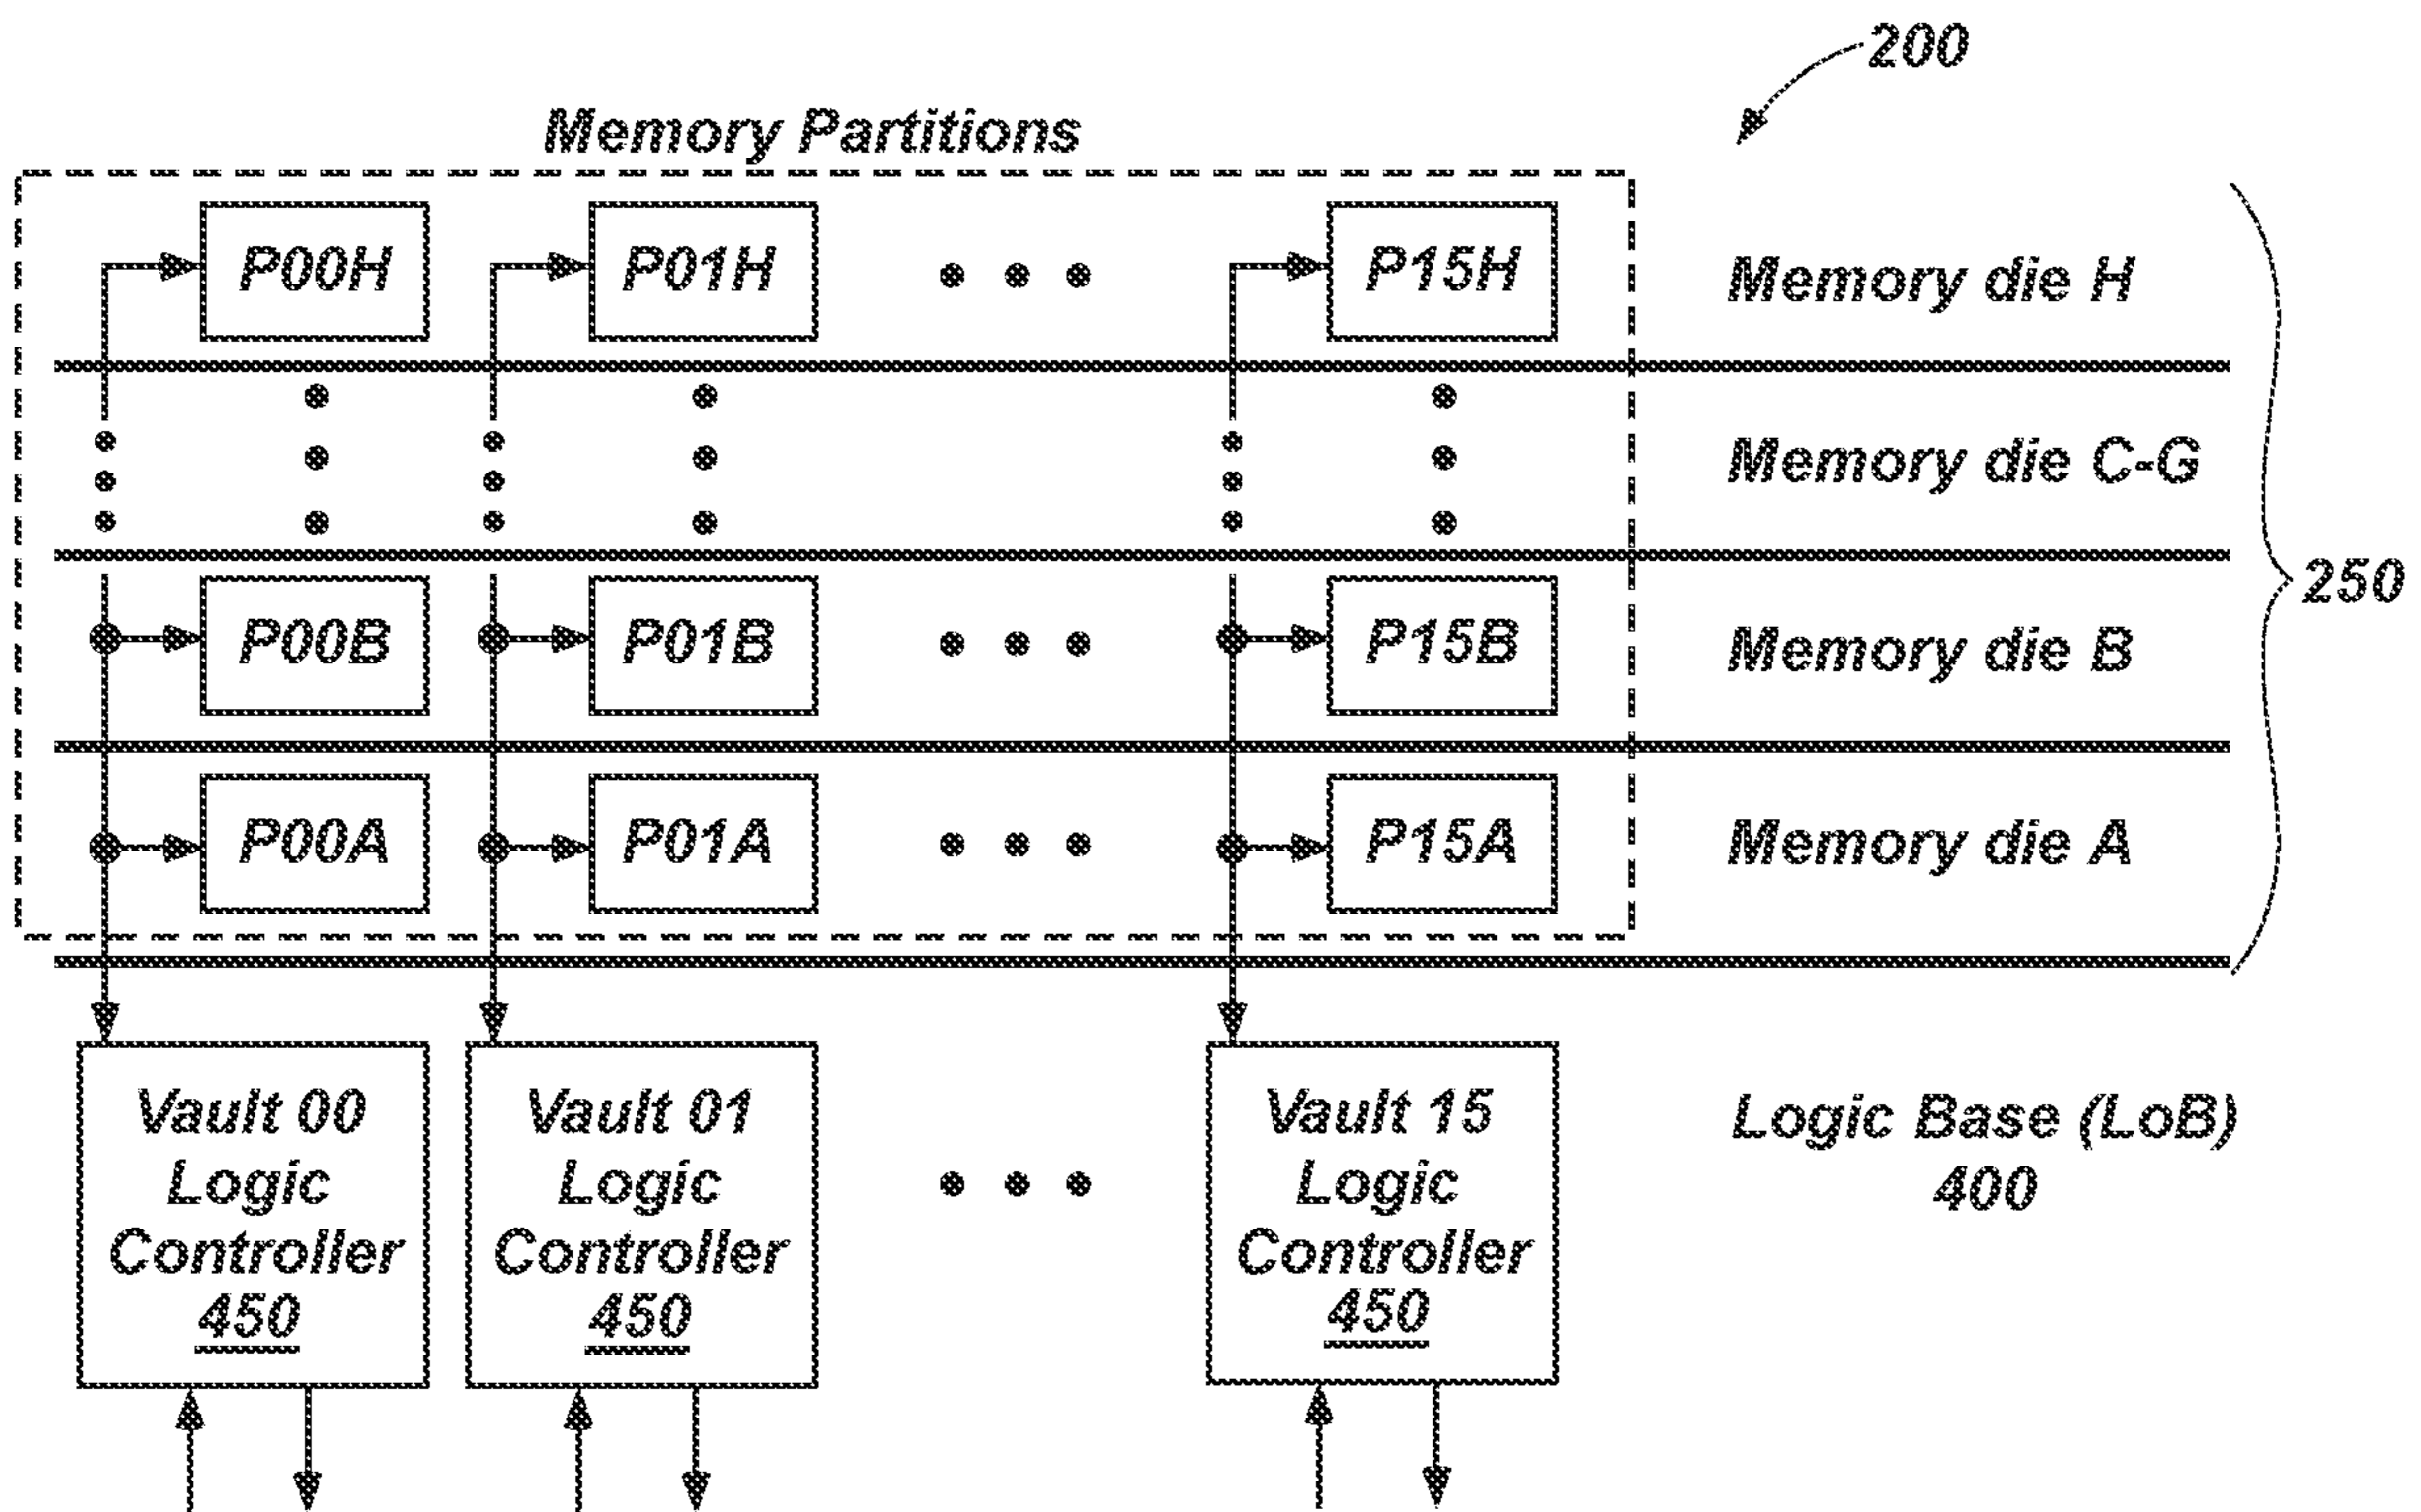 200
Memory Partitions
P00H P01H P15H Memory die H
Memory die C-G
250
P00B P01B P15B Memory die B
P00A P01A P15A Memory die A
Vault 00 Logic Controller 450
Vault 01 Logic Controller 450
Vault 15 Logic Controller 450
Logic Base (LoB)
400